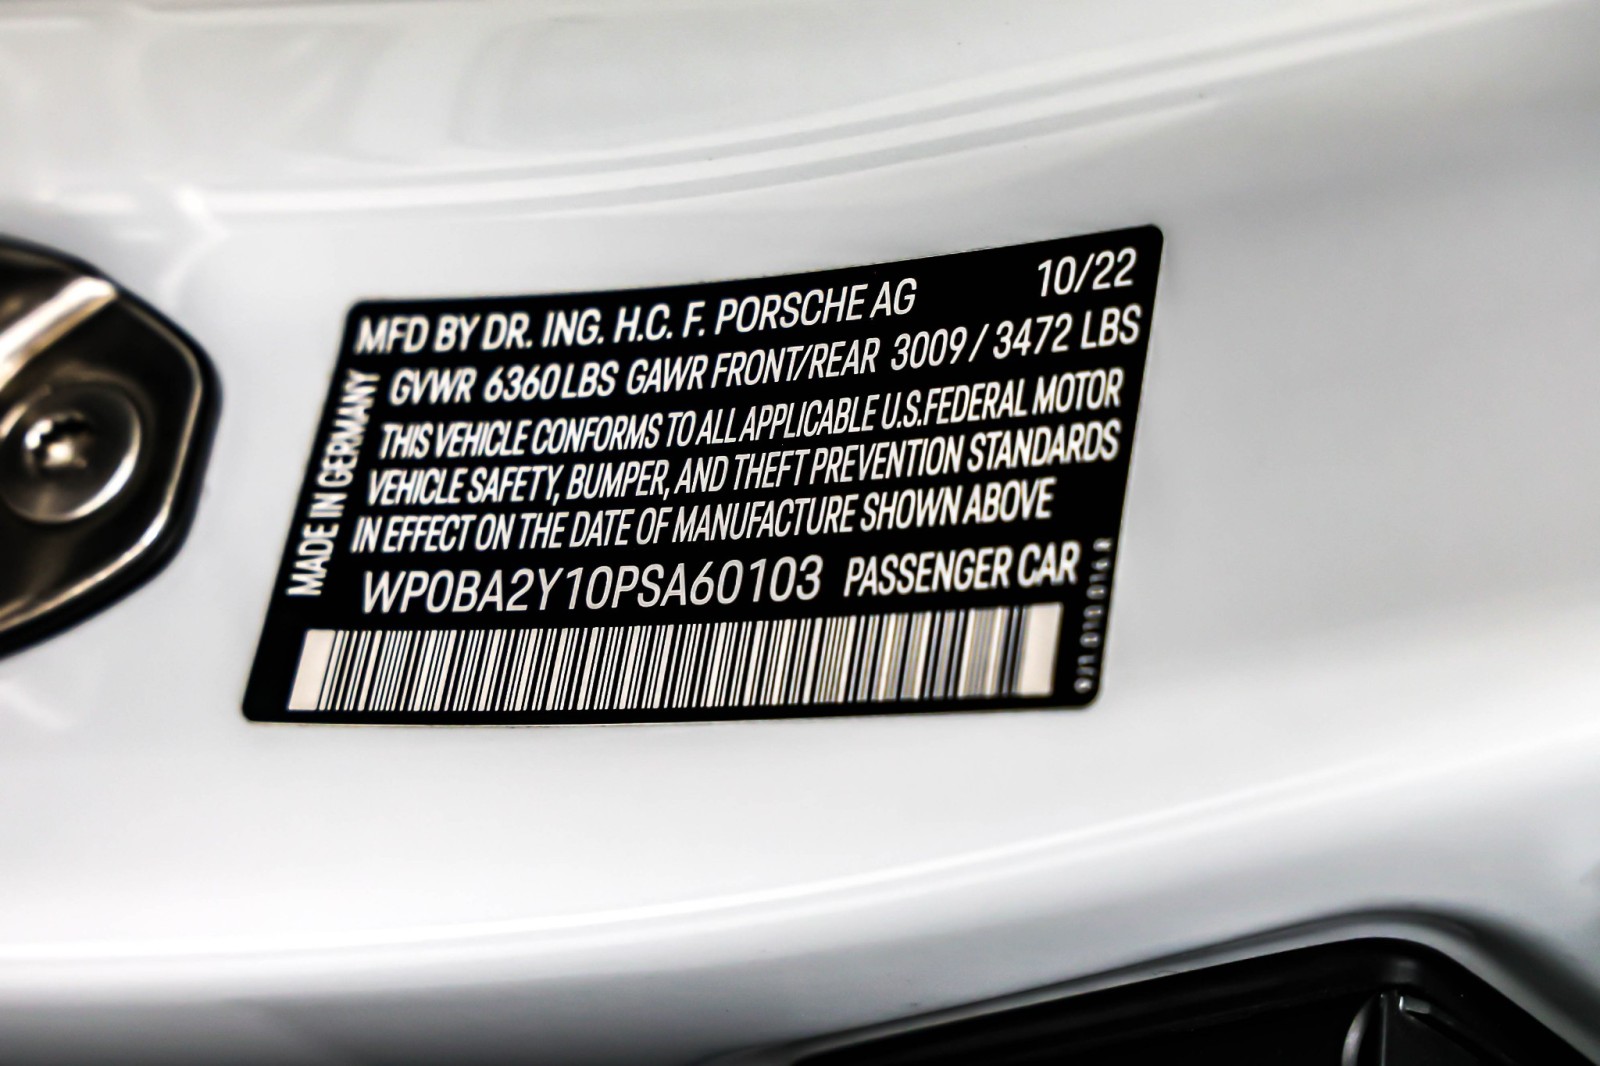 MFD BY DR. ING. H.C. F. PORSCHE AG 10/22
GVWR 6360 LBS GAWR FRONT/REAR 3009 / 3472 LBS
THIS VEHICLE CONFORMS TO ALL APPLICABLE U.S.FEDERAL MOTOR
VEHICLE SAFETY, BUMPER, AND THEFT PREVENTION STANDARDS
IN EFFECT ON THE DATE OF MANUFACTURE SHOWN ABOVE
WP0BA2Y10PSA60103 PASSENGER CAR
MADE IN GERMANY